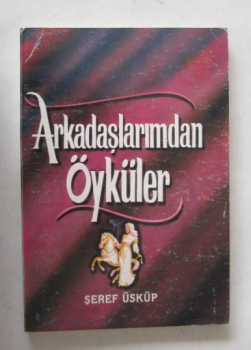 Arkadaşlarımdan
Öyküler
ŞEREF ÜSKÜP